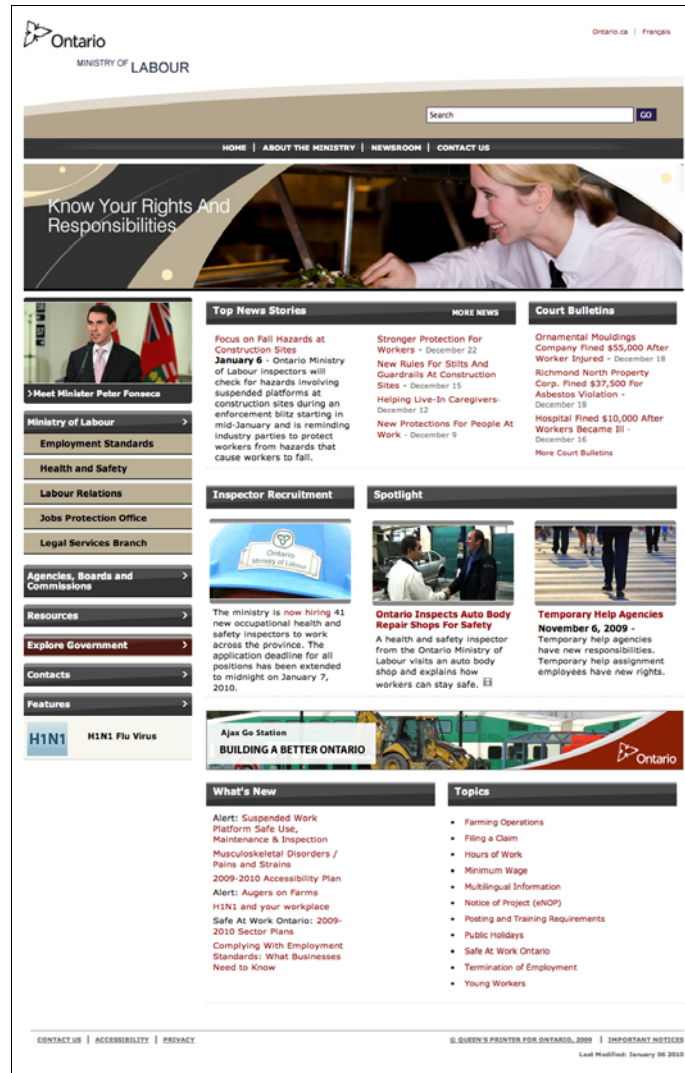 Ontario
MINISTRY OF LABOUR
Ontario.ca | Français
Search
GO
HOME | ABOUT THE MINISTRY | NEWSROOM | CONTACT US
Know Your Rights And
Responsibilities
Meet Minister Peter Fonseca
Ministry of Labour
Employment Standards
Health and Safety
Labour Relations
Jobs Protection Office
Legal Services Branch
Agencies, Boards and
Commissions
Resources
Explore Government
Contacts
Features
H1N1
H1N1 Flu Virus
Top News Stories
MORE NEWS
Focus on Fall Hazards at
Construction Sites
January 6 - Ontario Ministry
of Labour inspectors will
check for hazards involving
suspended platforms at
construction sites during an
enforcement blitz starting in
mid-January and is reminding
industry parties to protect
workers from hazards that
cause workers to fall.
Stronger Protection For
Workers - December 22
New Rules For Stilts And
Guardrails At Construction
Sites - December 15
Helping Live-In Caregivers-
December 12
New Protections For People At
Work - December 9
Court Bulletins
Ornamental Mouldings
Company Fined $55,000 After
Worker Injured - December 18
Richmond North Property
Corp. Fined $37,500 For
Asbestos Violation -
December 18
Hospital Fined $10,000 After
Workers Became Ill -
December 16
More Court Bulletins
Inspector Recruitment
Ontario
Ministry of Labour
The ministry is now hiring 41
new occupational health and
safety inspectors to work
across the province. The
application deadline for all
positions has been extended
to midnight on January 7,
2010.
Spotlight
Ontario Inspects Auto Body
Repair Shops For Safety
A health and safety inspector
from the Ontario Ministry of
Labour visits an auto body
shop and explains how
workers can stay safe.
Temporary Help Agencies
November 6, 2009 -
Temporary help agencies
have new responsibilities.
Temporary help assignment
employees have new rights.
Ajax Go Station
BUILDING A BETTER ONTARIO
Ontario
What's New
Alert: Suspended Work
Platform Safe Use,
Maintenance & Inspection
Musculoskeletal Disorders /
Pains and Strains
2009-2010 Accessibility Plan
Alert: Augers on Farms
H1N1 and your workplace
Safe At Work Ontario: 2009-
2010 Sector Plans
Complying With Employment
Standards: What Businesses
Need to Know
Topics
Farming Operations
Filing a Claim
Hours of Work
Minimum Wage
Multilingual Information
Notice of Project (eNOP)
Posting and Training Requirements
Public Holidays
Safe At Work Ontario
Termination of Employment
Young Workers
CONTACT US | ACCESSIBILITY | PRIVACY
© QUEEN'S PRINTER FOR ONTARIO, 2009 | IMPORTANT NOTICES
Last Modified: January 06 2010